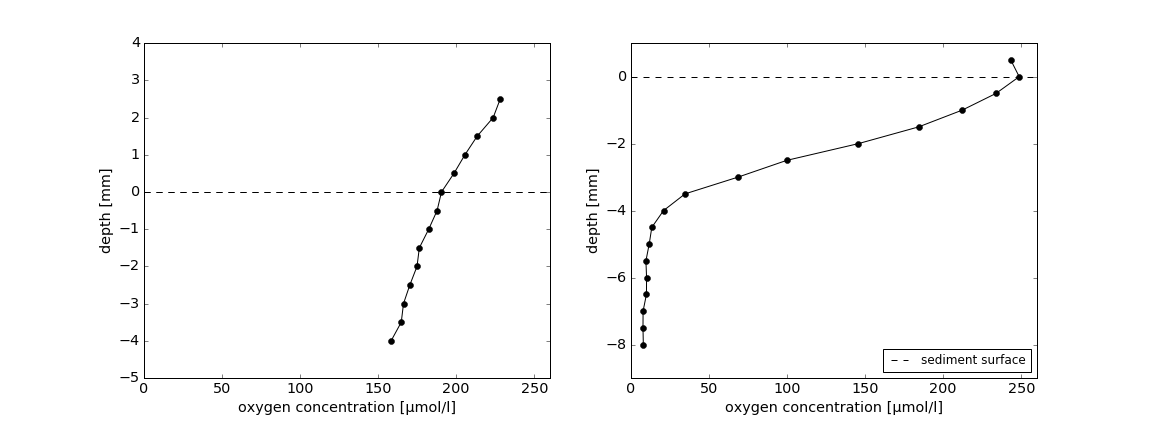 4
3
2
1
0
−1
−2
−3
−4
−5
depth [mm]
0 50 100 150 200 250
oxygen concentration [µmol/l]
0
−2
−4
−6
−8
depth [mm]
sediment surface
0 50 100 150 200 250
oxygen concentration [µmol/l]